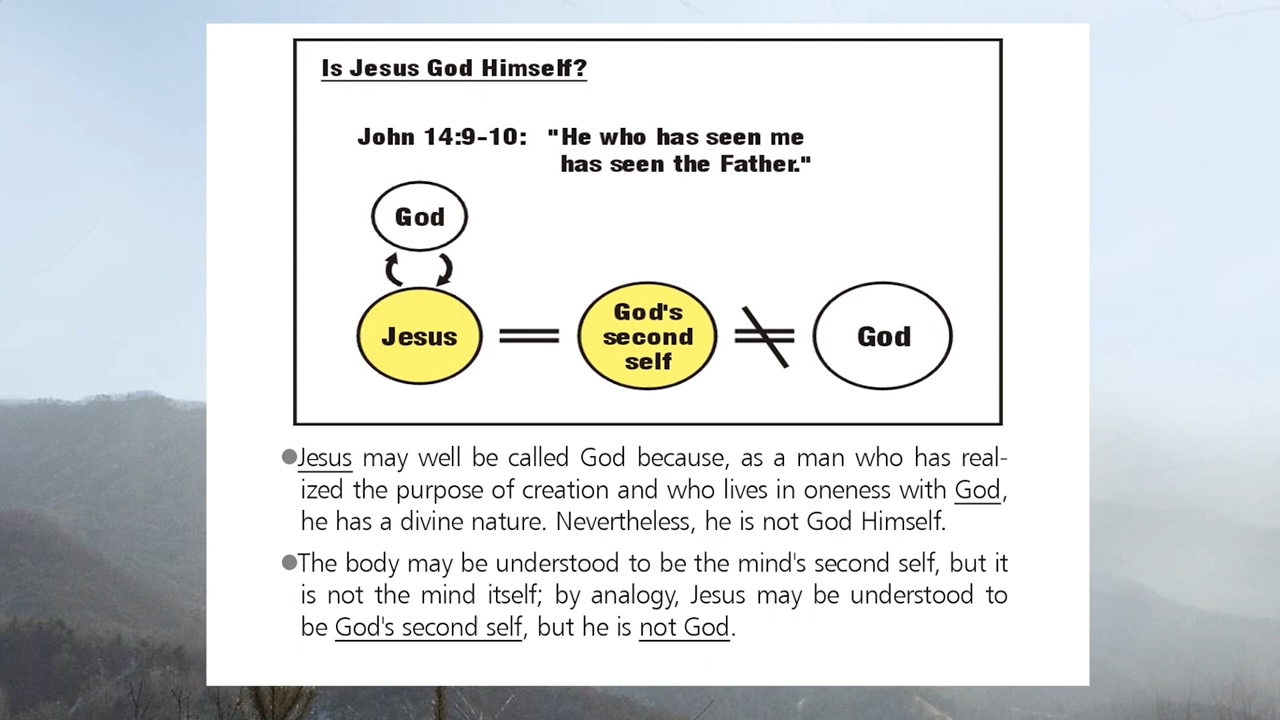 Is Jesus God Himself?
John 14:9-10: "He who has seen me
has seen the Father."
God
Jesus
God's
second
self
God
●Jesus may well be called God because, as a man who has real-
ized the purpose of creation and who lives in oneness with God,
he has a divine nature. Nevertheless, he is not God Himself.
●The body may be understood to be the mind's second self, but it
is not the mind itself; by analogy, Jesus may be understood to
be God's second self, but he is not God.